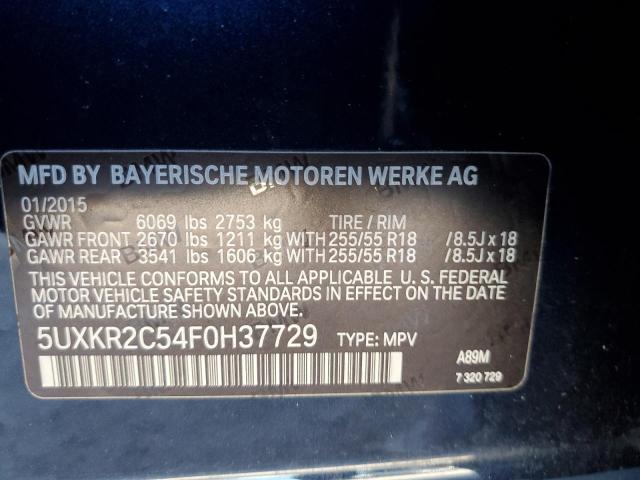 MFD BY BAYERISCHE MOTOREN WERKE AG
01/2015
GVWR 6069 lbs 2753 kg TIRE / RIM
GAWR FRONT 2670 lbs 1211 kg WITH 255/55 R18 /8.5J x 18
GAWR REAR 3541 lbs 1606 kg WITH 255/55 R18 /8.5J x 18
THIS VEHICLE CONFORMS TO ALL APPLICABLE U. S. FEDERAL
MOTOR VEHICLE SAFETY STANDARDS IN EFFECT ON THE DATE
OF MANUFACTURE SHOWN ABOVE.
5UXKR2C54F0H37729 TYPE: MPV
A89M
7 320 729